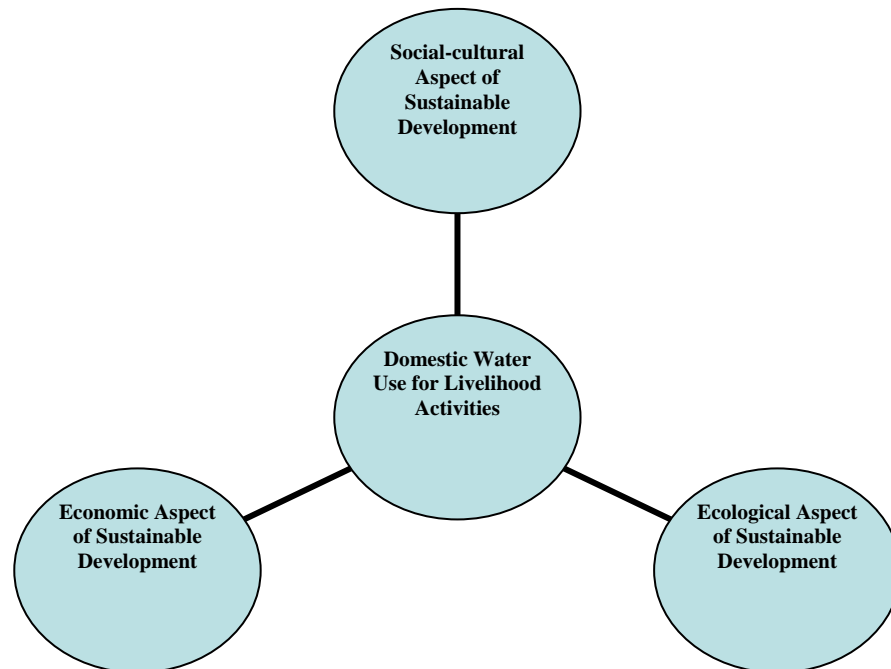 Social-cultural
Aspect of
Sustainable
Development
Domestic Water
Use for Livelihood
Activities
Economic Aspect
of Sustainable
Development
Ecological Aspect
of Sustainable
Development